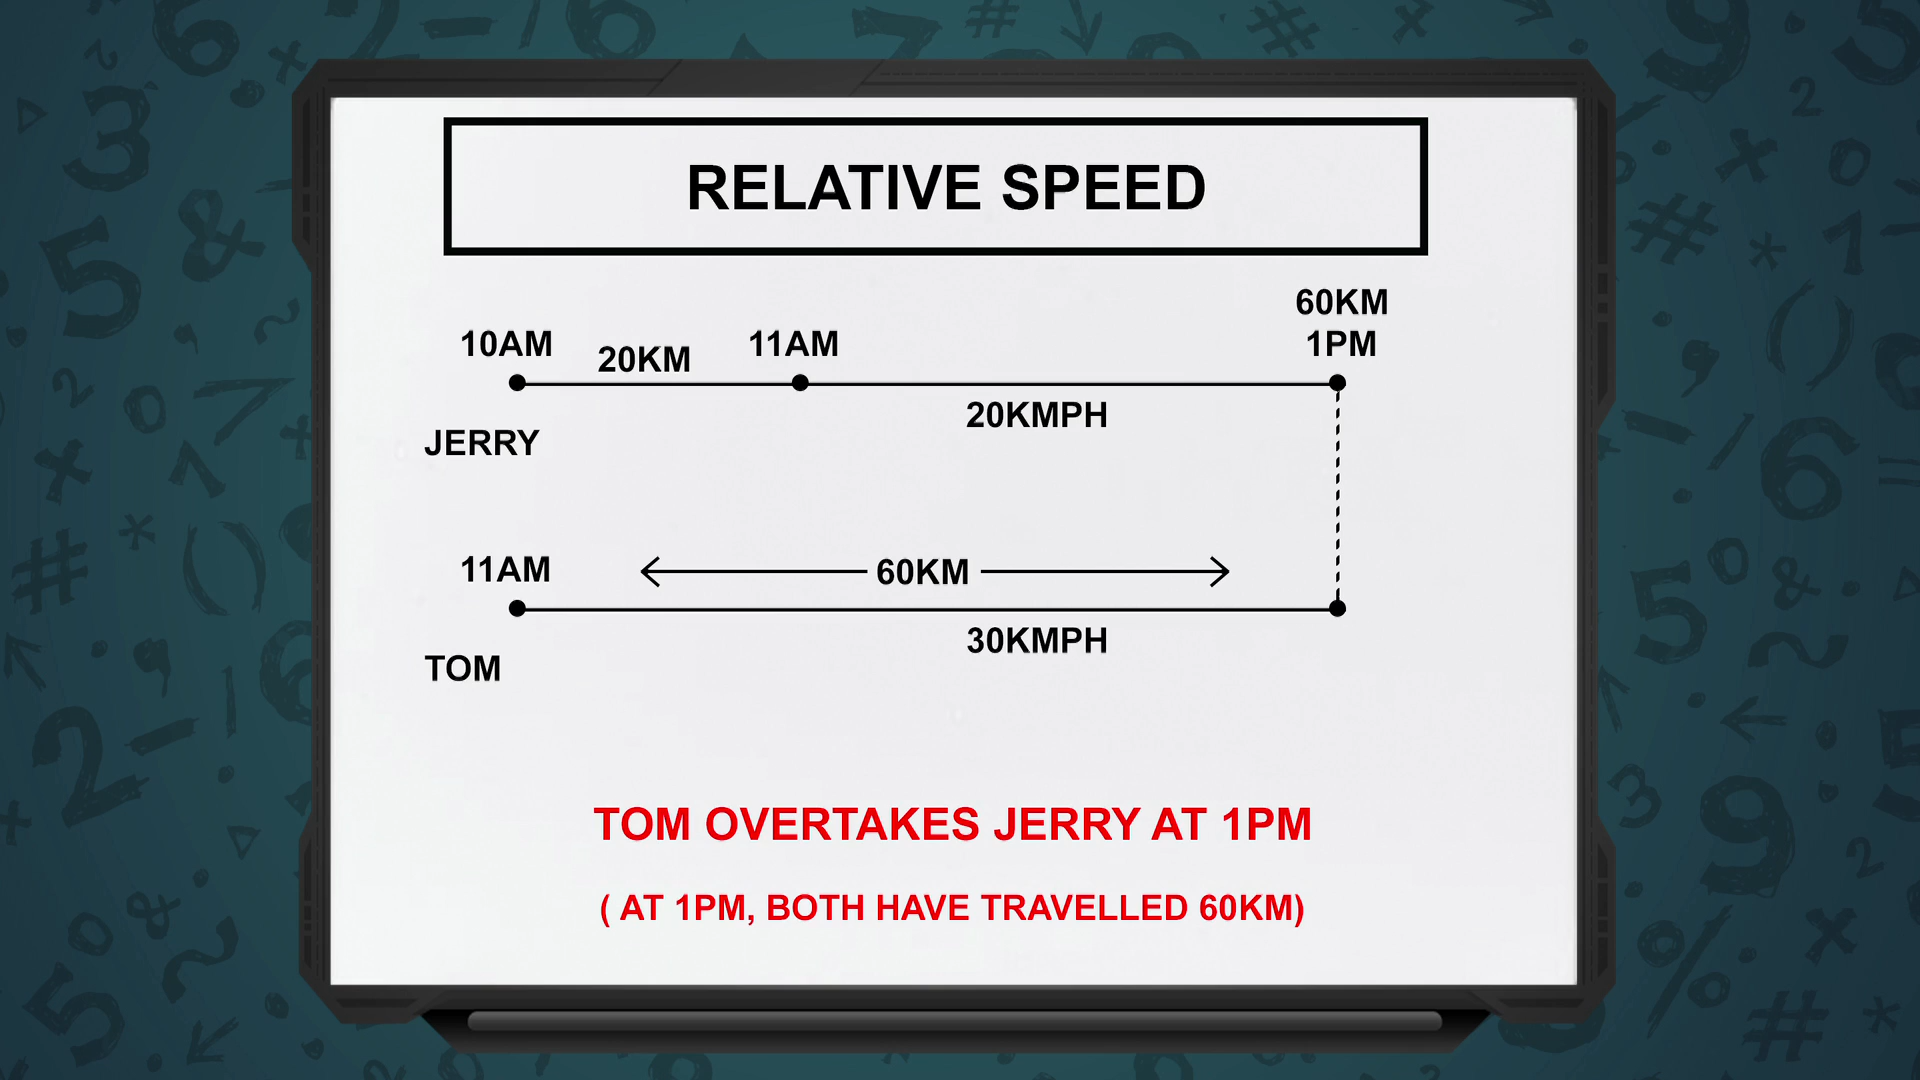 RELATIVE SPEED
60KM
10AM 20KM 11AM 1PM
20KMPH
JERRY
11AM 60KM
30KMPH
TOM
TOM OVERTAKES JERRY AT 1PM
( AT 1PM, BOTH HAVE TRAVELLED 60KM)